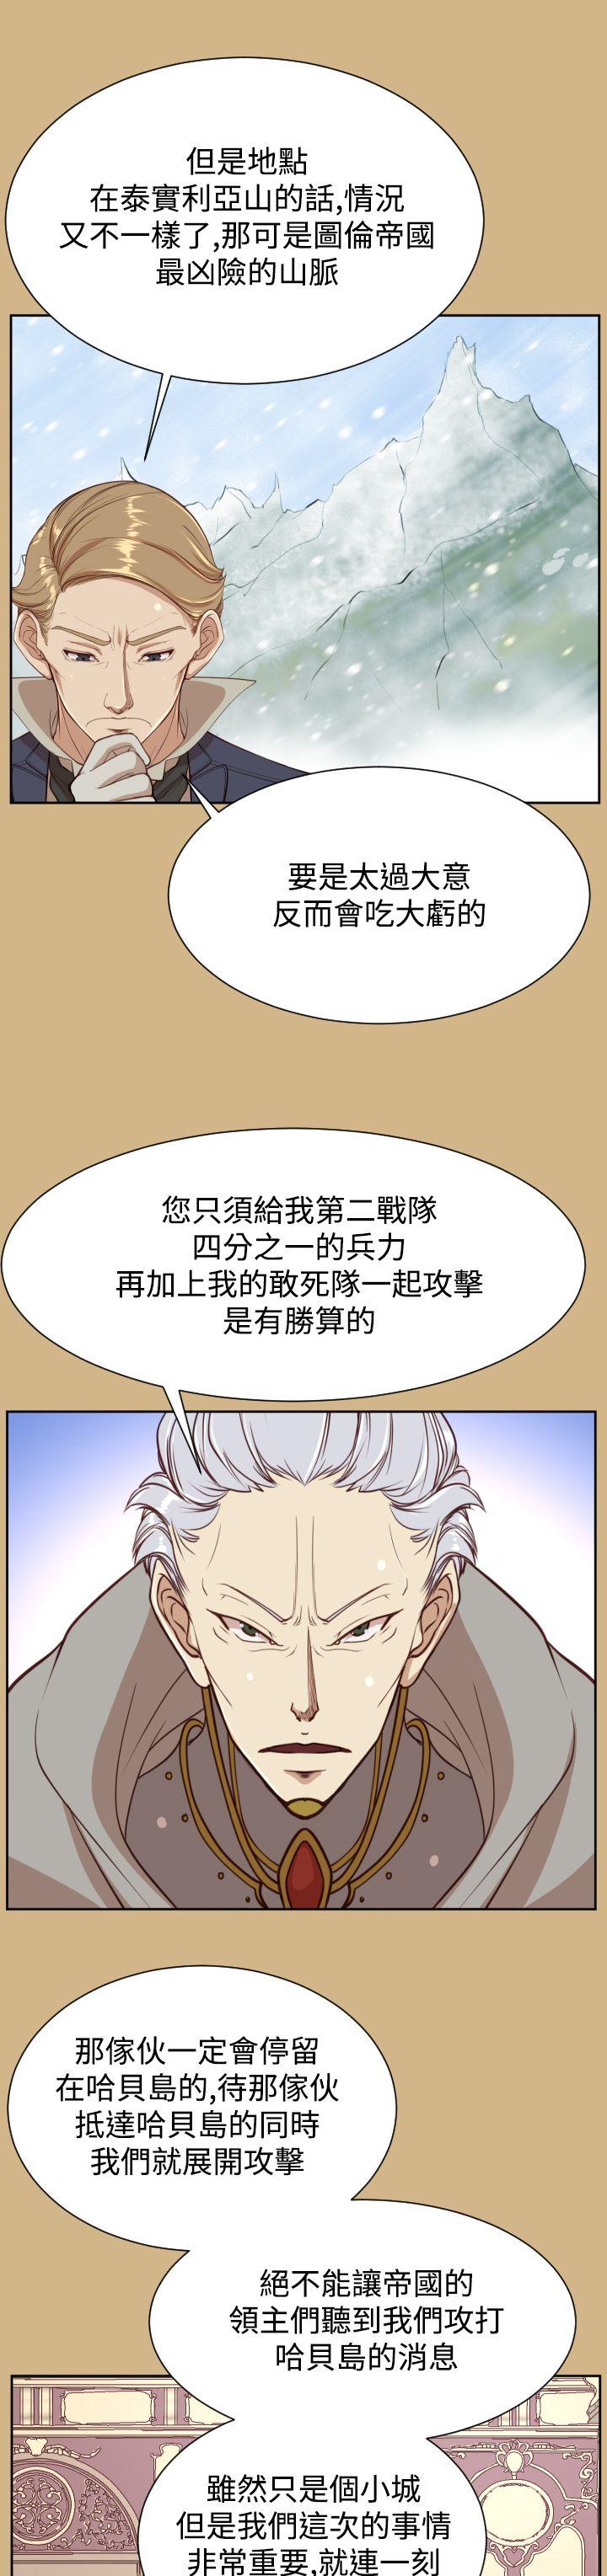 但是地點
在泰實利亞山的話,情況
又不一樣了,那可是圖倫帝國
最凶險的山脈
要是太過大意
反而會吃大虧的
您只須給我第二戰隊
四分之一的兵力
再加上我的敢死隊一起攻擊
是有勝算的
那傢伙一定會停留
在哈貝島的,待那傢伙
抵達哈貝島的同時
我們就展開攻擊
絕不能讓帝國的
領主們聽到我們攻打
哈貝島的消息
雖然只是個小城
但是我們這次的事情
非常重要,就連一刻